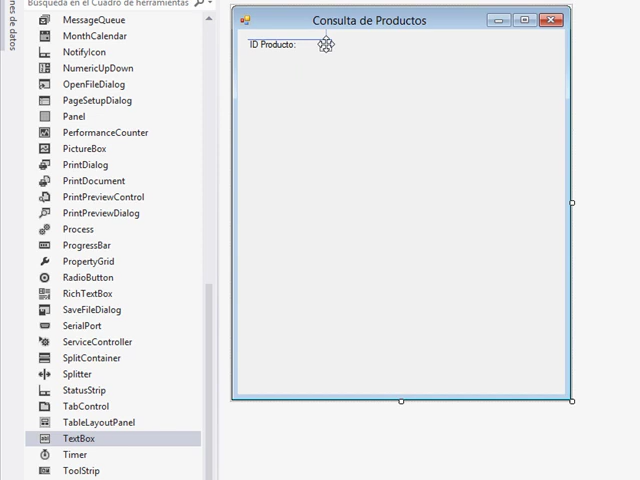 Búsqueda en el Cuadro de herramientas
nes de datos
MessageQueue
MonthCalendar
NotifyIcon
NumericUpDown
OpenFileDialog
PageSetupDialog
Panel
PerformanceCounter
PictureBox
PrintDialog
PrintDocument
PrintPreviewControl
PrintPreviewDialog
Process
ProgressBar
PropertyGrid
RadioButton
RichTextBox
SaveFileDialog
SerialPort
ServiceController
SplitContainer
Splitter
StatusStrip
TabControl
TableLayoutPanel
TextBox
Timer
ToolStrip
Consulta de Productos
ID Producto: